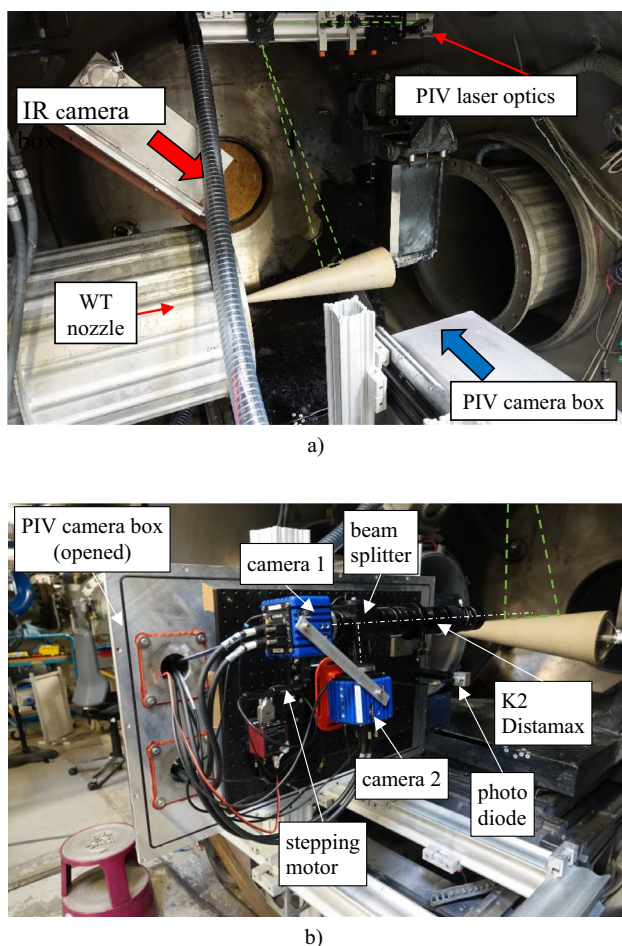 PIV laser optics
IR camera
box
WT
nozzle
PIV camera box
a)
PIV camera box
(opened)
beam
splitter
camera 1
K2
Distamax
camera 2
photo
diode
stepping
motor
b)